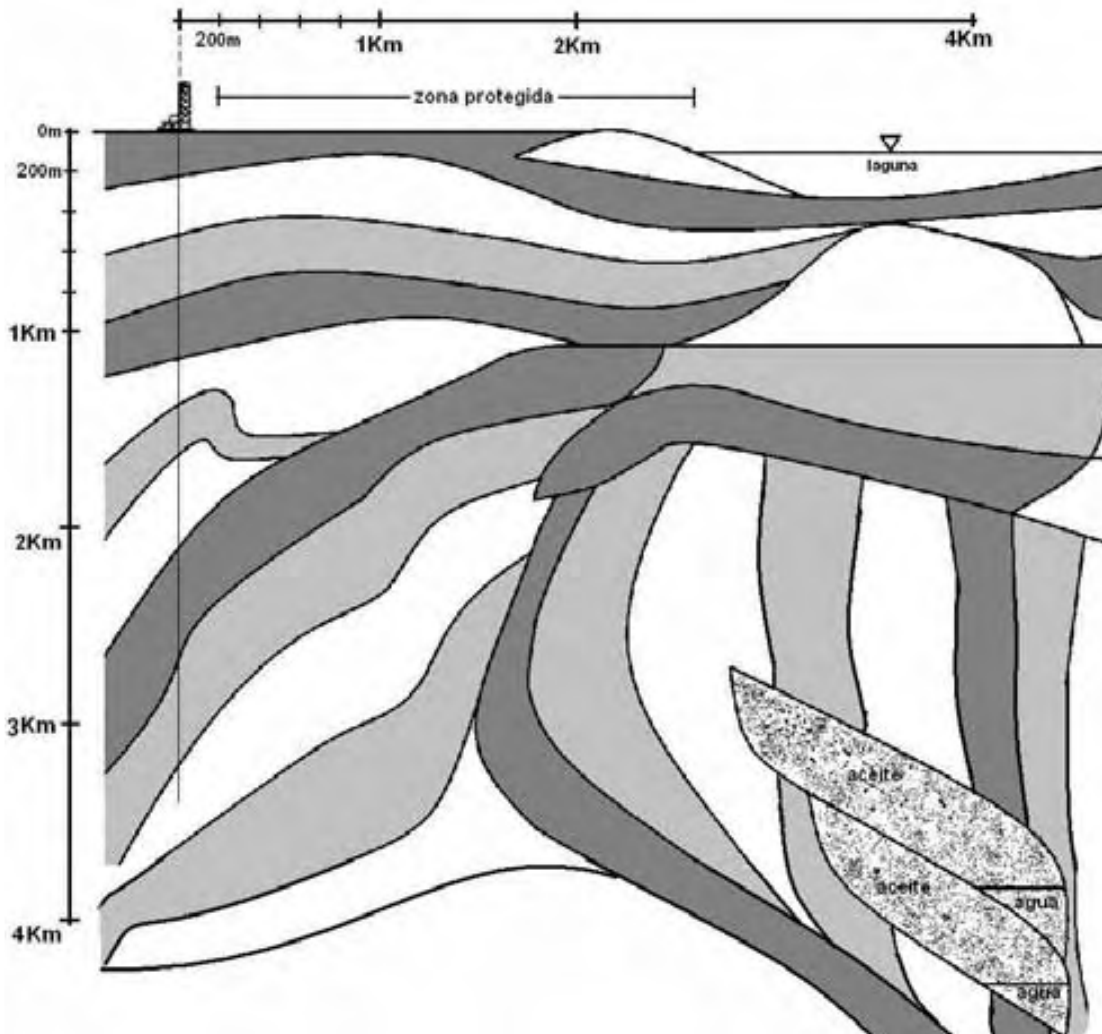 200m
1Km
2Km
4Km
zona protegida
0m
200m
laguna
1Km
2Km
3Km
aceite
aceite
agua
4Km
agua